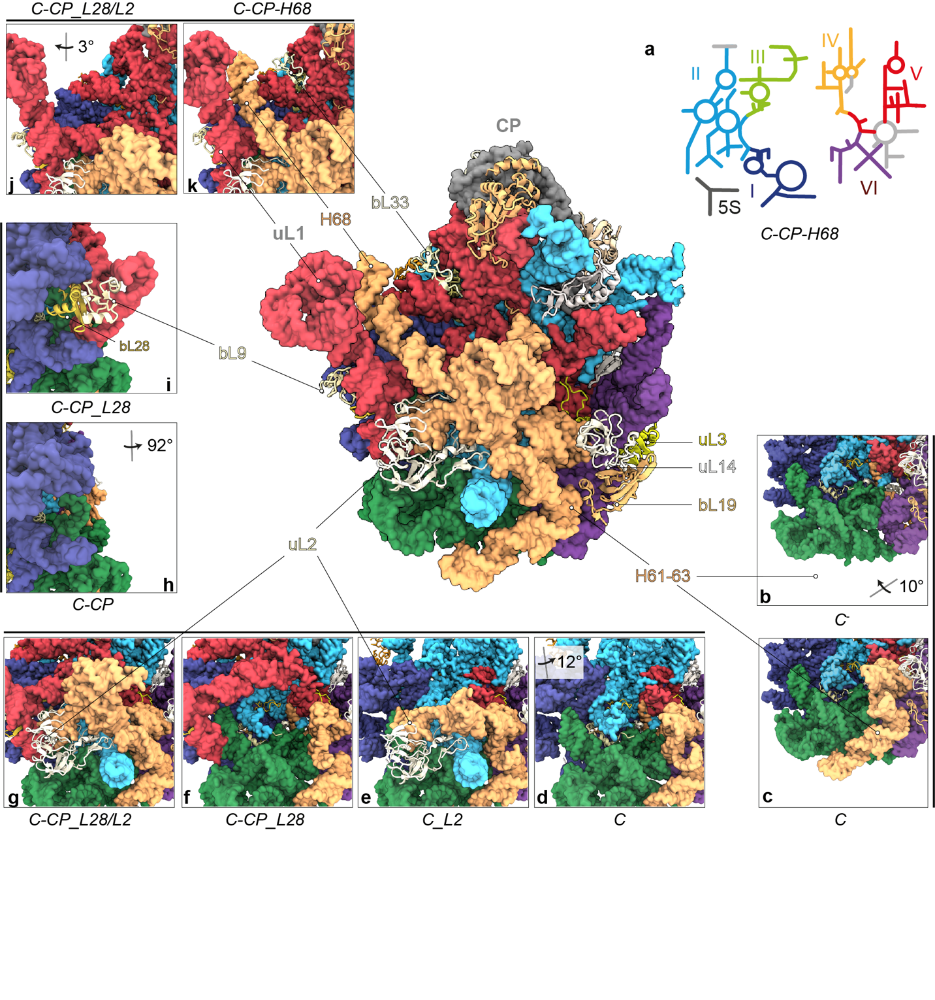 C-CP_L28/L2
C-CP-H68
3°
j
k
a
II
III
IV
V
I
VI
5S
C-CP-H68
CP
bL33
H68
uL1
bL28
bL9
i
C-CP_L28
92°
h
C-CP
uL3
uL14
bL19
uL2
H61-63
10°
b
C-
12°
g
f
e
d
c
C-CP_L28/L2
C-CP_L28
C_L2
C
C